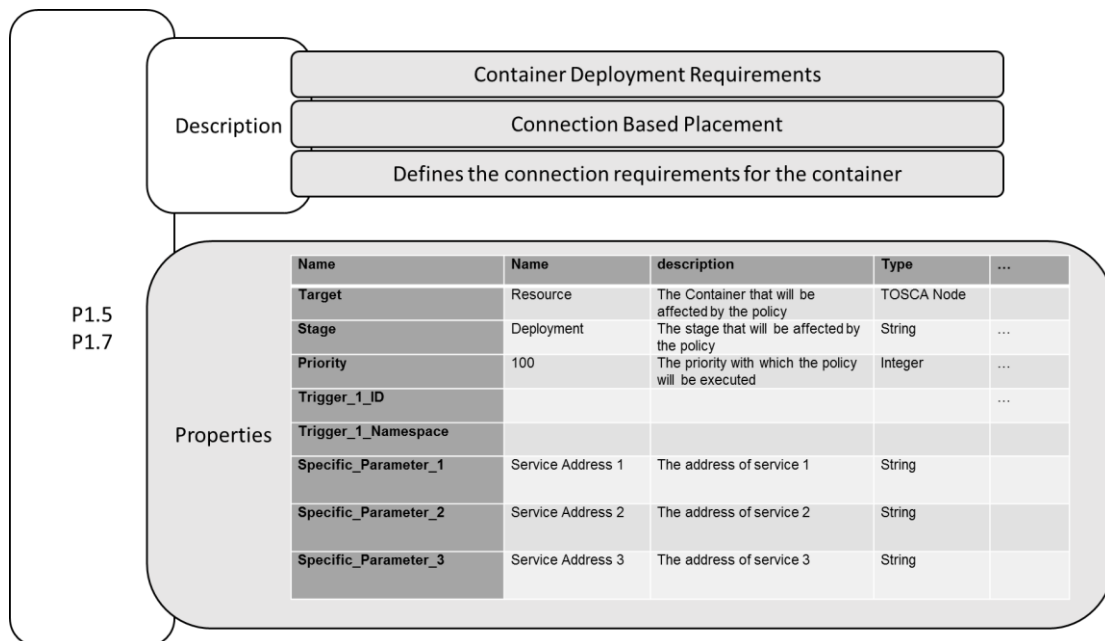 Container Deployment Requirements
Description
Connection Based Placement
Defines the connection requirements for the container
P1.5
P1.7
Properties
Name Name description Type ...
Target Resource The Container that will be affected by the policy TOSCA Node
Stage Deployment The stage that will be affected by the policy String ...
Priority 100 The priority with which the policy will be executed Integer ...
Trigger_1_ID ...
Trigger_1_Namespace
Specific_Parameter_1 Service Address 1 The address of service 1 String
Specific_Parameter_2 Service Address 2 The address of service 2 String
Specific_Parameter_3 Service Address 3 The address of service 3 String